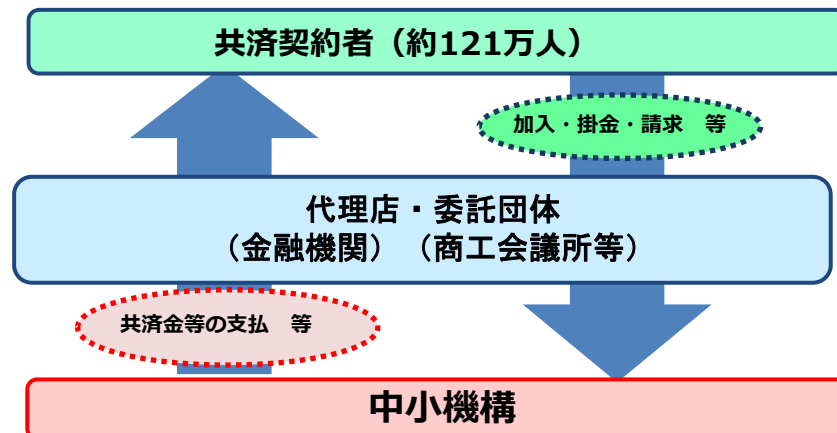 共済契約者（約121万人）
加入・掛金・請求　等
代理店・委託団体
（金融機関）（商工会議所等）
共済金等の支払　等
中小機構